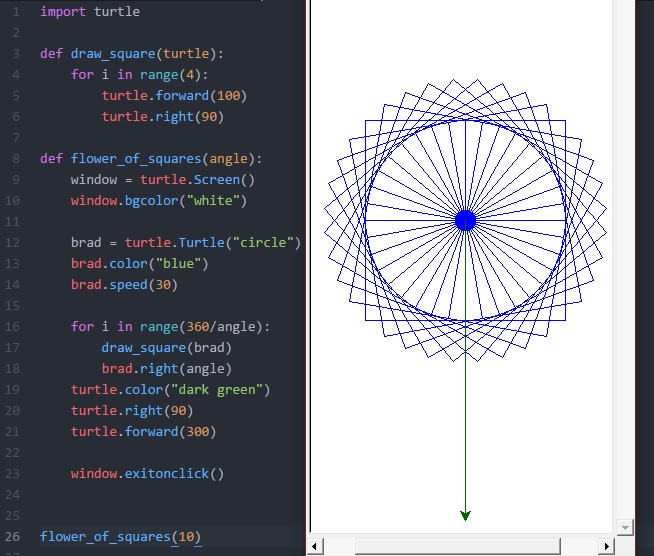 1 import turtle
2
3 def draw_square(turtle):
4     for i in range(4):
5         turtle.forward(100)
6         turtle.right(90)
7
8 def flower_of_squares(angle):
9     window = turtle.Screen()
10     window.bgcolor("white")
11
12     brad = turtle.Turtle("circle")
13     brad.color("blue")
14     brad.speed(30)
15
16     for i in range(360/angle):
17         draw_square(brad)
18         brad.right(angle)
19     turtle.color("dark green")
20     turtle.right(90)
21     turtle.forward(300)
22
23     window.exitonclick()
24
25
26 flower_of_squares(10)
27